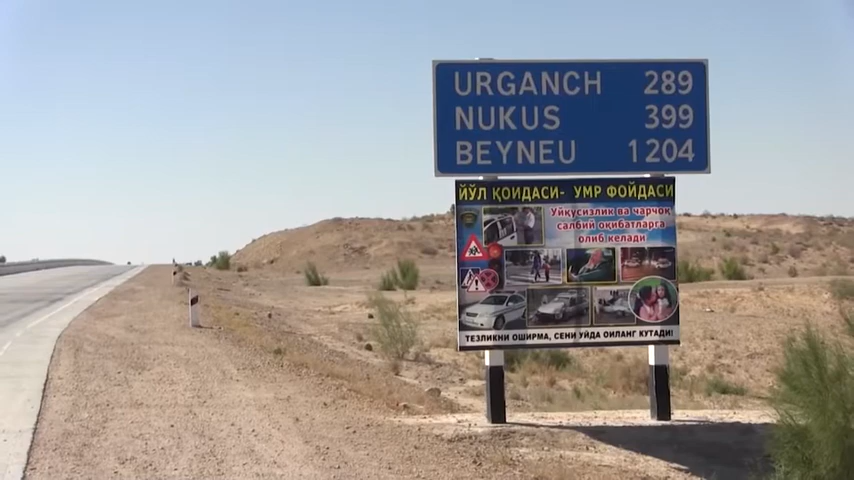 URGANCH 289
NUKUS 399
BEYNEU 1204
ЙЎЛ ҚОИДАСИ- УМР ФОЙДАСИ
Уйқусизлик ва чарчоқ
салбий оқибатларга
олиб келади
ТЕЗЛИКНИ ОШИРМА, СЕНИ УЙДА ОИЛАНГ КУТАДИ!